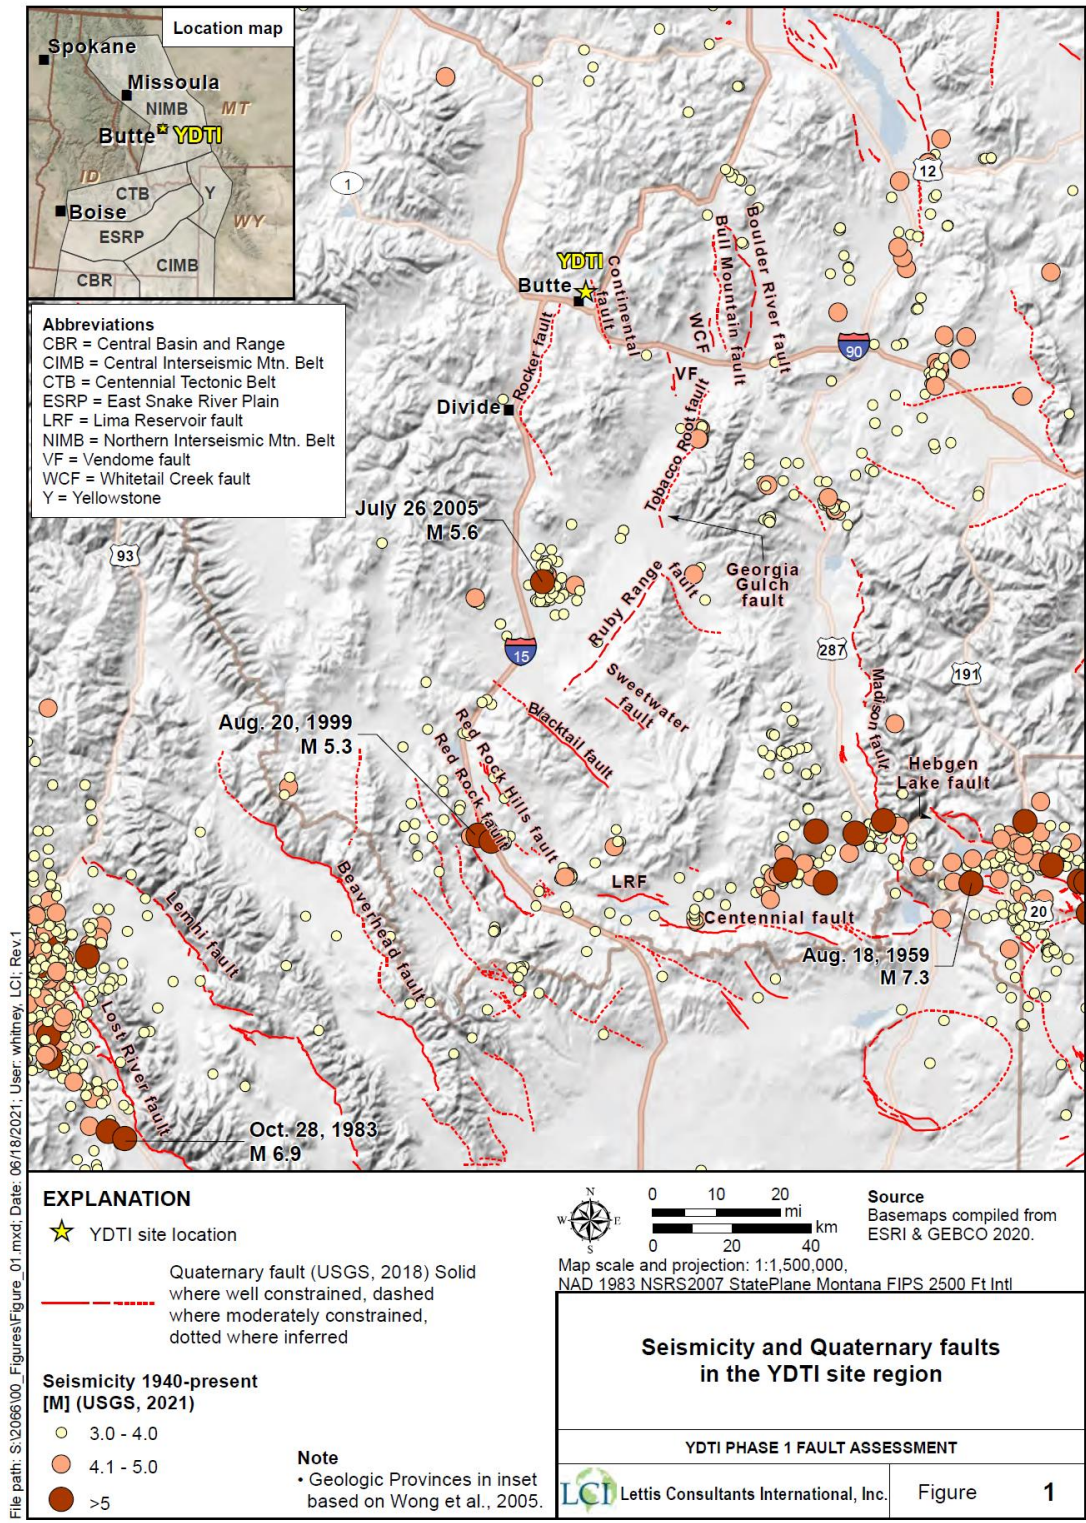 Location map
Spokane
Missoula
NIMB
MT
Butte
YDTI
ID
CTB
Y
Boise
WY
ESRP
CIMB
CBR
Abbreviations
CBR = Central Basin and Range
CIMB = Central Interseismic Mtn. Belt
CTB = Centennial Tectonic Belt
ESRP = East Snake River Plain
LRF = Lima Reservoir fault
NIMB = Northern Interseismic Mtn. Belt
VF = Vendome fault
WCF = Whitetail Creek fault
Y = Yellowstone
1
12
YDTI
Butte
Continental
fault
Bull Mountain fault
Boulder River fault
WCF
90
VF
Rocker fault
Divide
Tobacco Root fault
July 26 2005
M 5.6
93
Georgia
Gulch
fault
Ruby Range
fault
15
287
191
Sweetwater
fault
Madison fault
Blacktail fault
Aug. 20, 1999
M 5.3
Red Rock Hills fault
Red Rock fault
Hebgen
Lake fault
Beaverhead fault
LRF
Lemhi fault
Centennial fault
20
Aug. 18, 1959
M 7.3
Lost River fault
Oct. 28, 1983
M 6.9
File path: S:\2066\00_Figures\Figure_01.mxd; Date: 06/18/2021; User: whitney, LCI; Rev.1
EXPLANATION
YDTI site location
Quaternary fault (USGS, 2018) Solid
where well constrained, dashed
where moderately constrained,
dotted where inferred
Seismicity 1940-present
[M] (USGS, 2021)
3.0 - 4.0
4.1 - 5.0
>5
Note
• Geologic Provinces in inset
based on Wong et al., 2005.
N
W E
S
0 10 20
mi
km
0 20 40
Map scale and projection: 1:1,500,000,
NAD 1983 NSRS2007 StatePlane Montana FIPS 2500 Ft Intl
Source
Basemaps compiled from
ESRI & GEBCO 2020.
Seismicity and Quaternary faults
in the YDTI site region
YDTI PHASE 1 FAULT ASSESSMENT
LCI Lettis Consultants International, Inc.
Figure 1